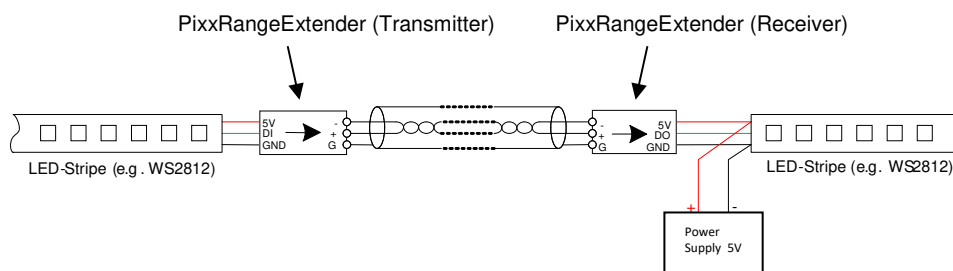 PixxRangeExtender (Transmitter)
PixxRangeExtender (Receiver)
5V
DI
GND
-
+
G
-
+
G
5V
DO
GND
LED-Stripe (e.g. WS2812)
LED-Stripe (e.g. WS2812)
+
-
Power
Supply 5V